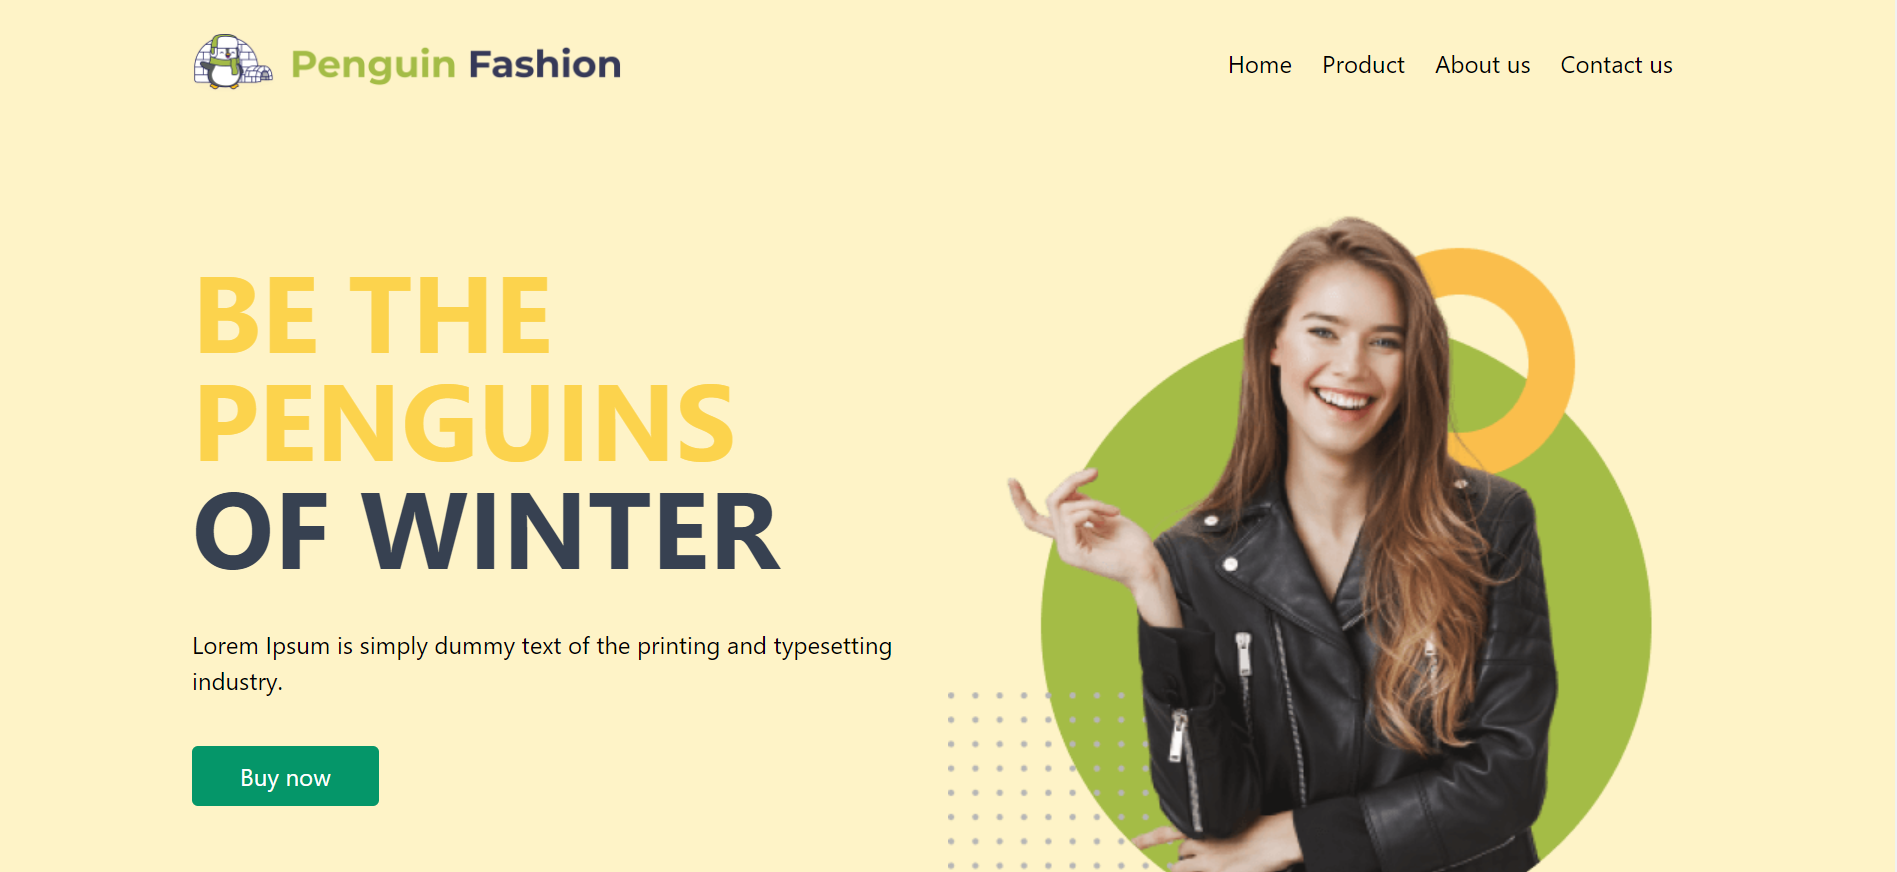 Penguin Fashion
Home Product About us Contact us
BE THE
PENGUINS
OF WINTER
Lorem Ipsum is simply dummy text of the printing and typesetting
industry.
Buy now